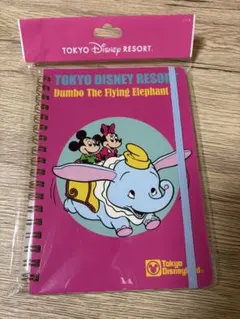 TOKYO Disney RESORT®
TOKYO DISNEY RESOR
Dumbo The Flying Elephant
Tokyo
Disneyland®